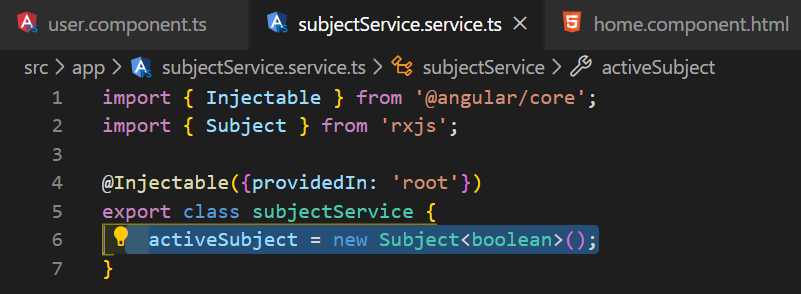 user.component.ts subjectService.service.ts home.component.html
src > app > subjectService.service.ts > subjectService > activeSubject
1 import { Injectable } from '@angular/core';
2 import { Subject } from 'rxjs';
3
4 @Injectable({providedIn: 'root'})
5 export class subjectService {
6 activeSubject = new Subject<boolean>();
7 }